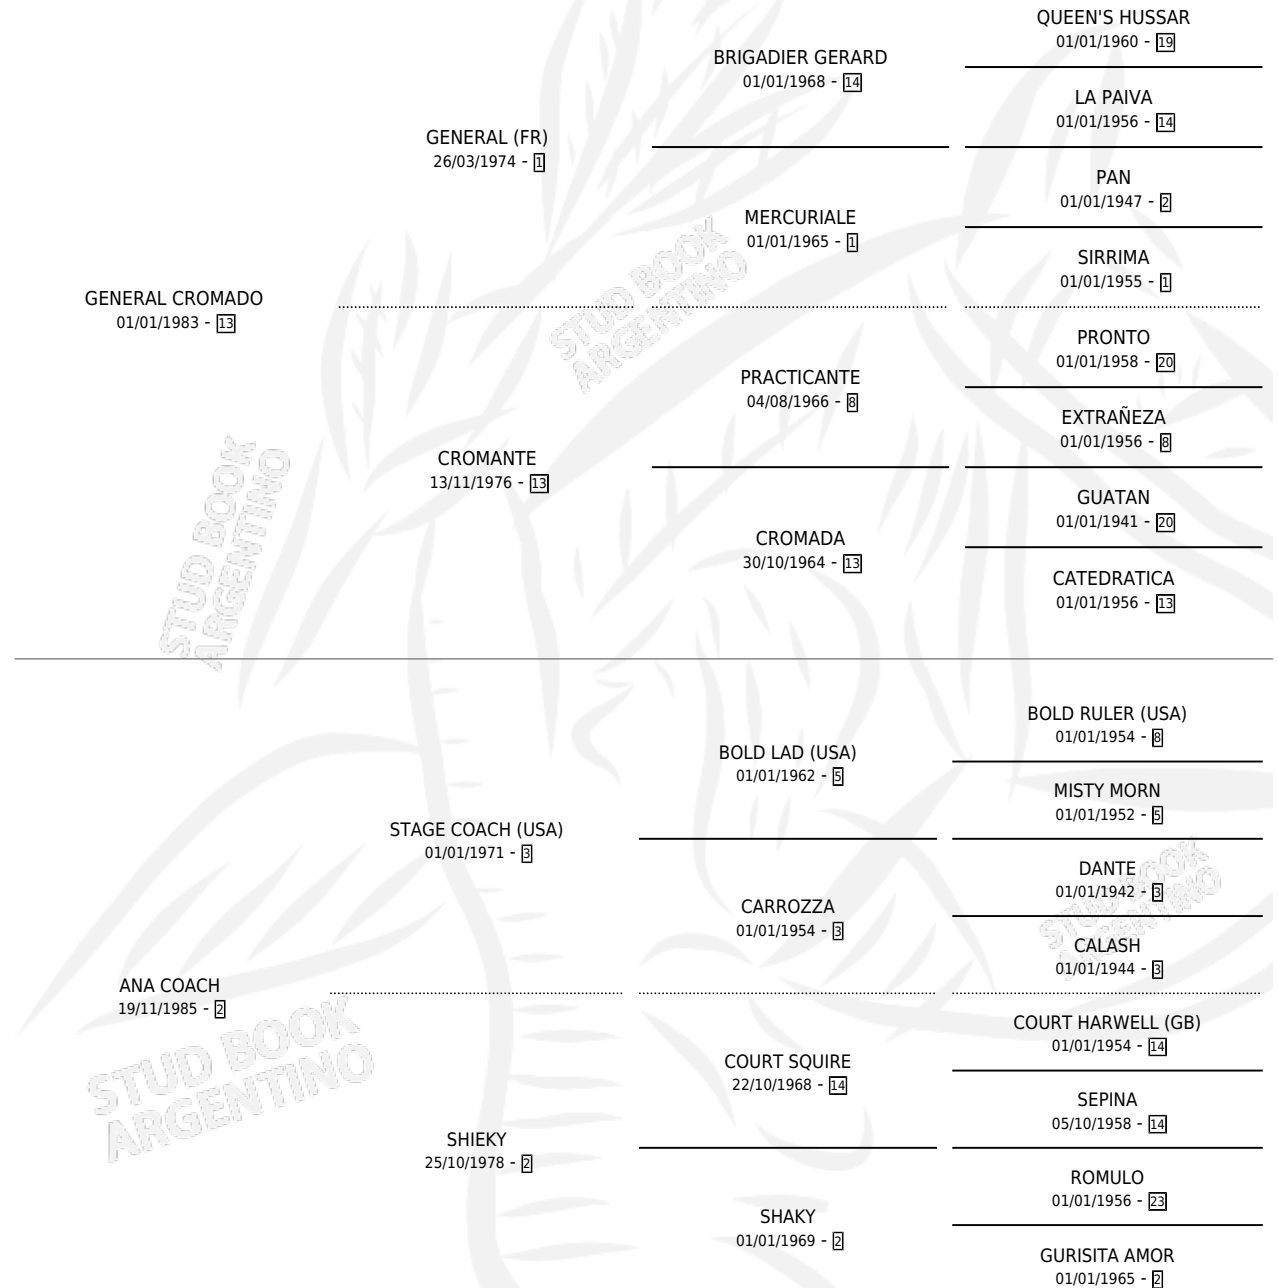 QUEEN'S HUSSAR
01/01/1960 - 19
BRIGADIER GERARD
01/01/1968 - 14
LA PAIVA
01/01/1956 - 14
GENERAL (FR)
26/03/1974 - 1
PAN
01/01/1947 - 2
MERCURIALE
01/01/1965 - 1
SIRRIMA
01/01/1955 - 1
GENERAL CROMADO
01/01/1983 - 13
STUD BOOK
ARGENTINO
PRONTO
01/01/1958 - 20
PRACTICANTE
04/08/1966 - 8
EXTRAÑEZA
01/01/1956 - 8
CROMANTE
13/11/1976 - 13
GUATAN
01/01/1941 - 20
CROMADA
30/10/1964 - 13
CATEDRATICA
01/01/1956 - 13
STUD BOOK
ARGENTINO
BOLD RULER (USA)
01/01/1954 - 8
BOLD LAD (USA)
01/01/1962 - 5
MISTY MORN
01/01/1952 - 5
STAGE COACH (USA)
01/01/1971 - 3
DANTE
01/01/1942 - 3
CARROZZA
01/01/1954 - 3
CALASH
01/01/1944 - 3
STUD BOOK
ARGENTINO
ANA COACH
19/11/1985 - 2
COURT HARWELL (GB)
01/01/1954 - 14
COURT SQUIRE
22/10/1968 - 14
SEPINA
05/10/1958 - 14
STUD BOOK
ARGENTINO
SHIEKY
25/10/1978 - 2
ROMULO
01/01/1956 - 23
SHAKY
01/01/1969 - 2
GURISITA AMOR
01/01/1965 - 2